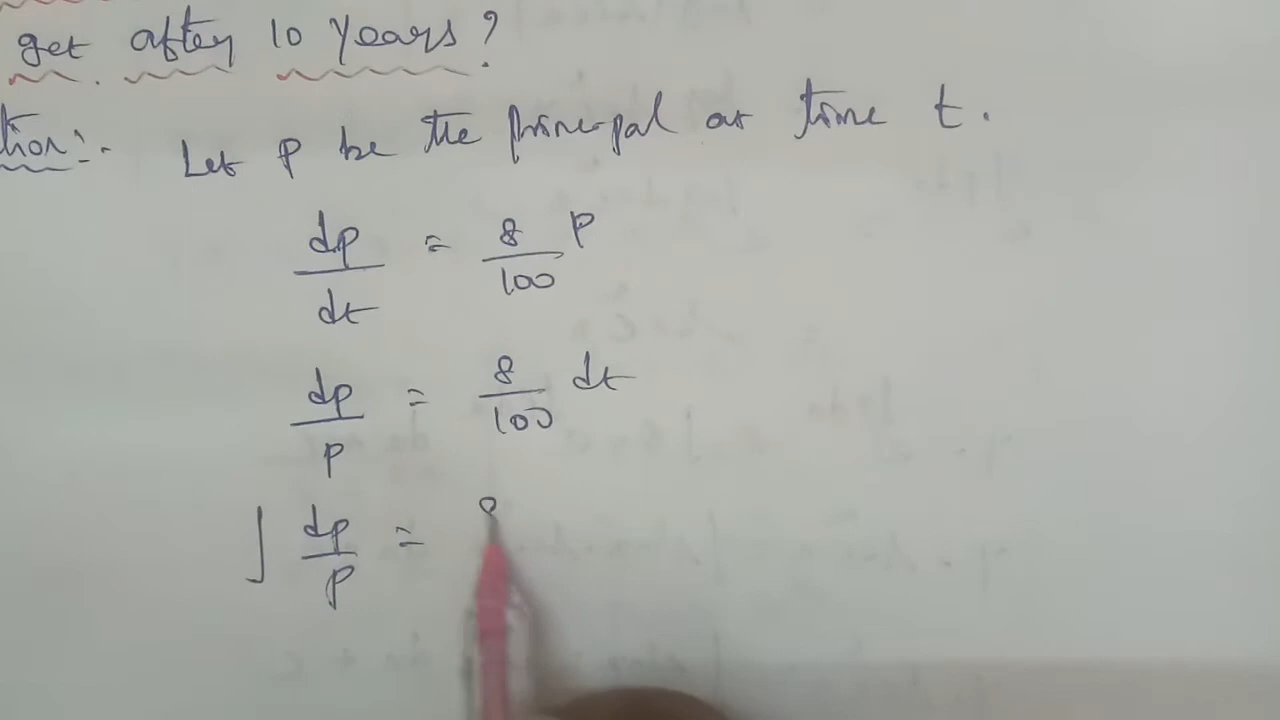 get after 10 years?
tion:- Let P be the principal at time t.
dp/dt = 8/100 P
dp/P = 8/100 dt
∫ dp/P = 8